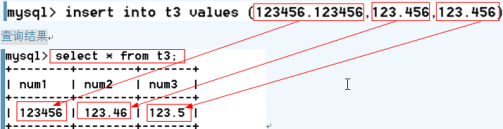 mysql> insert into t3 values (123456.123456,123.456,123.456)
查询结果
mysql> select * from t3;
+--------+--------+-------+
| num1 | num2 | num3 |
+--------+--------+-------+
| 123456 | 123.46 | 123.5 |